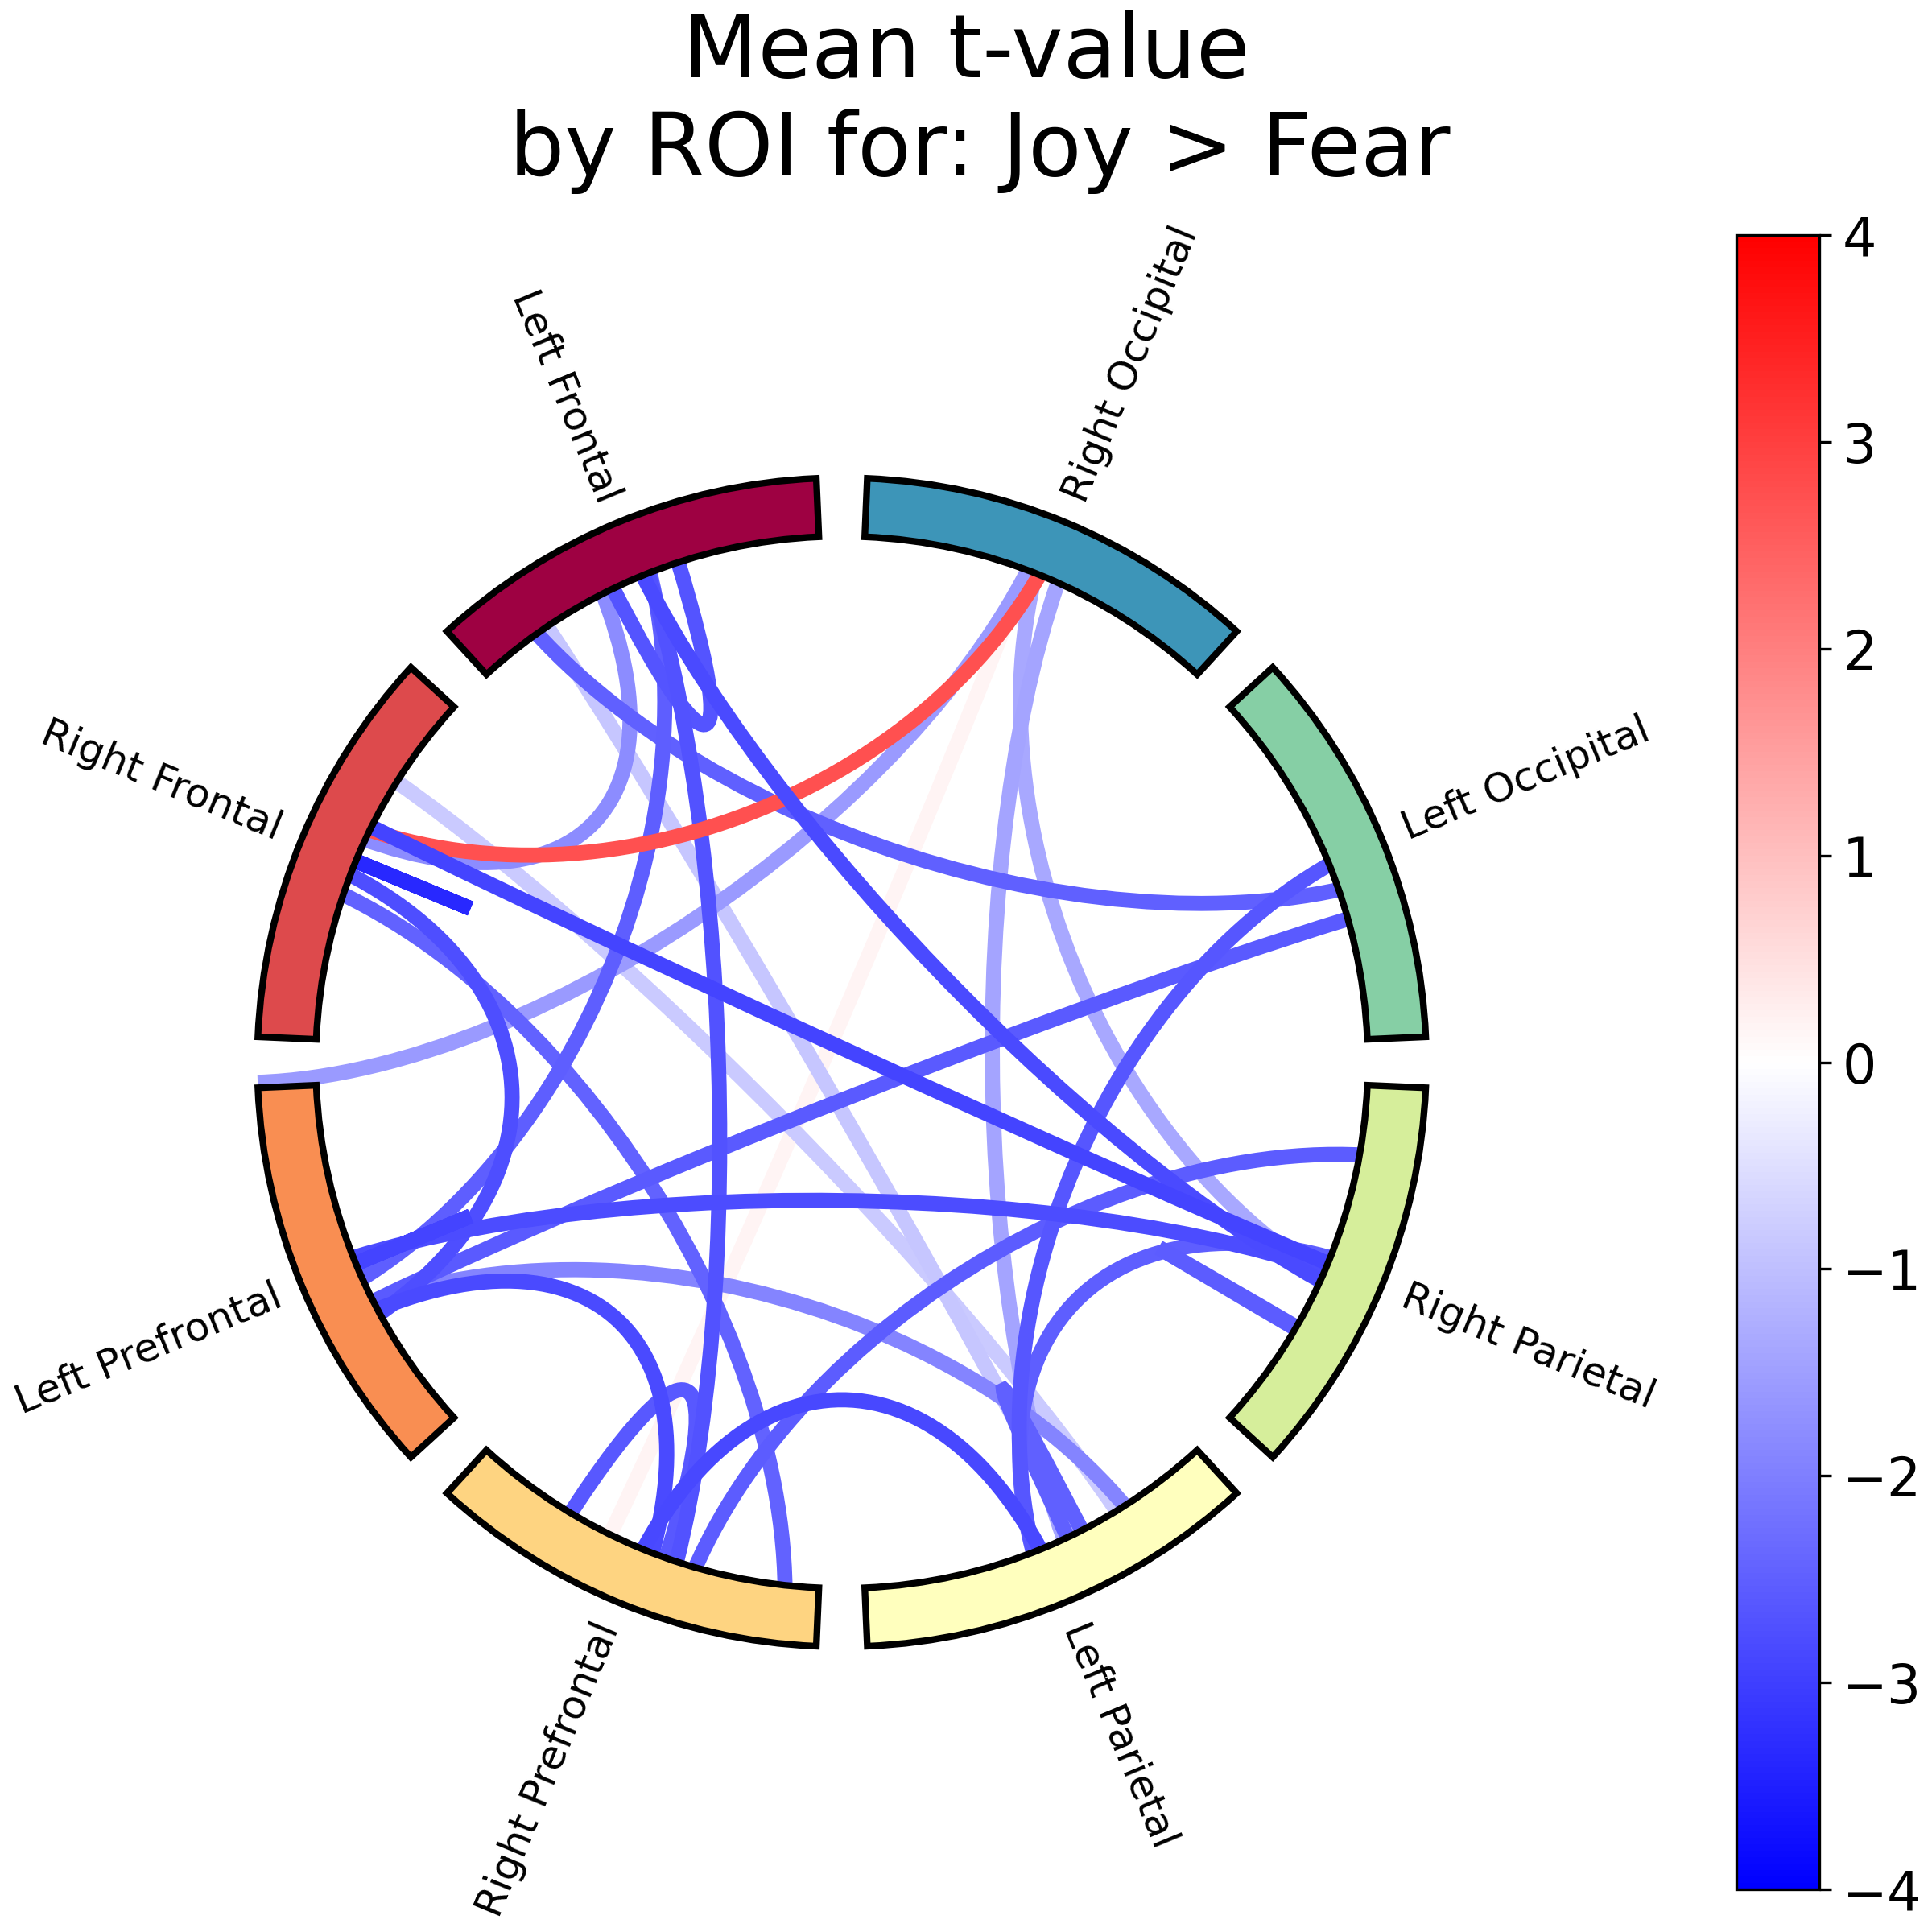 Mean t-value
by ROI for: Joy > Fear
Left Frontal
Right Occipital
Right Frontal
Left Occipital
Left Prefrontal
Right Parietal
Right Prefrontal
Left Parietal
4
3
2
1
0
−1
−2
−3
−4